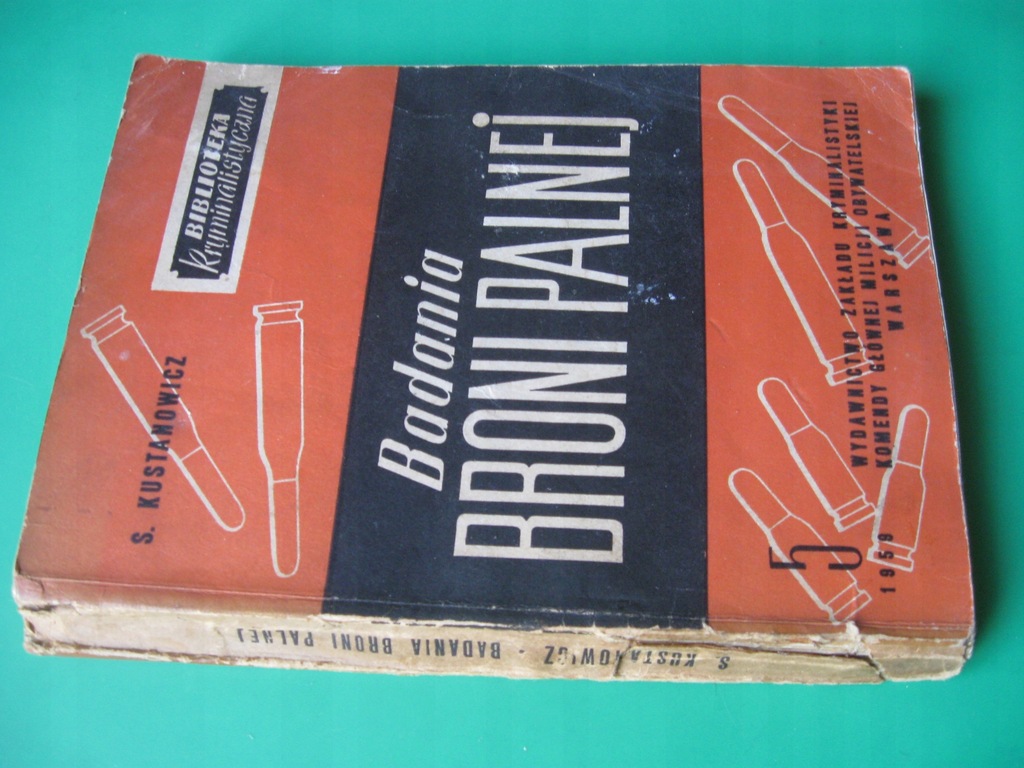 BIBLIOTEKA
Kryminalistyczna
S. KUSTANOWICZ
Badania
BRONI PALNEJ
WYDAWNICTWO ZAKŁADU KRYMINALISTYKI
KOMENDY GŁÓWNEJ MILICJI OBYWATELSKIEJ
WARSZAWA
5
1959
S. KUSTANOWICZ • BADANIA BRONI PALNEJ